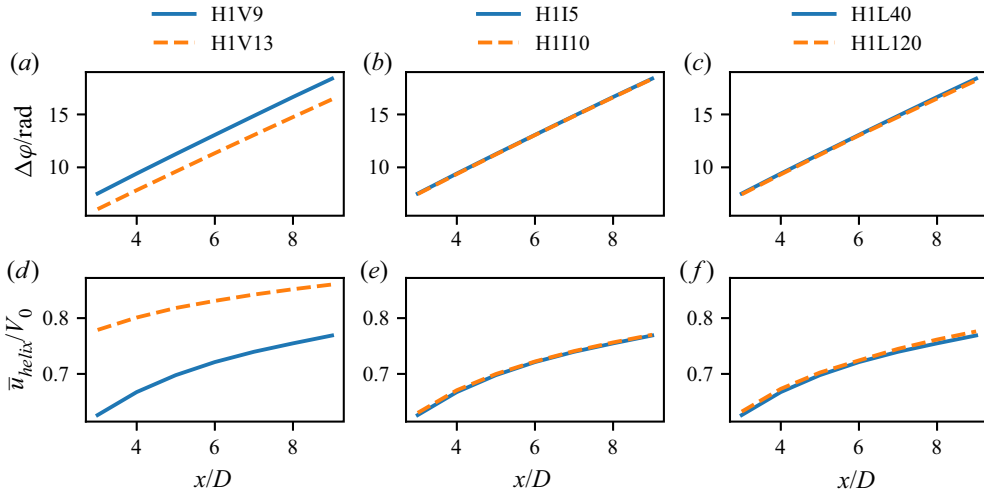 H1V9 H1I5 H1L40
H1V13 H1I10 H1L120
(a) (b) (c)
Δφ/rad
15 15 15
10 10 10
4 6 8 4 6 8 4 6 8
(d) (e) (f)
u̅helix/V0
0.8 0.8 0.8
0.7 0.7 0.7
4 6 8 4 6 8 4 6 8
x/D x/D x/D